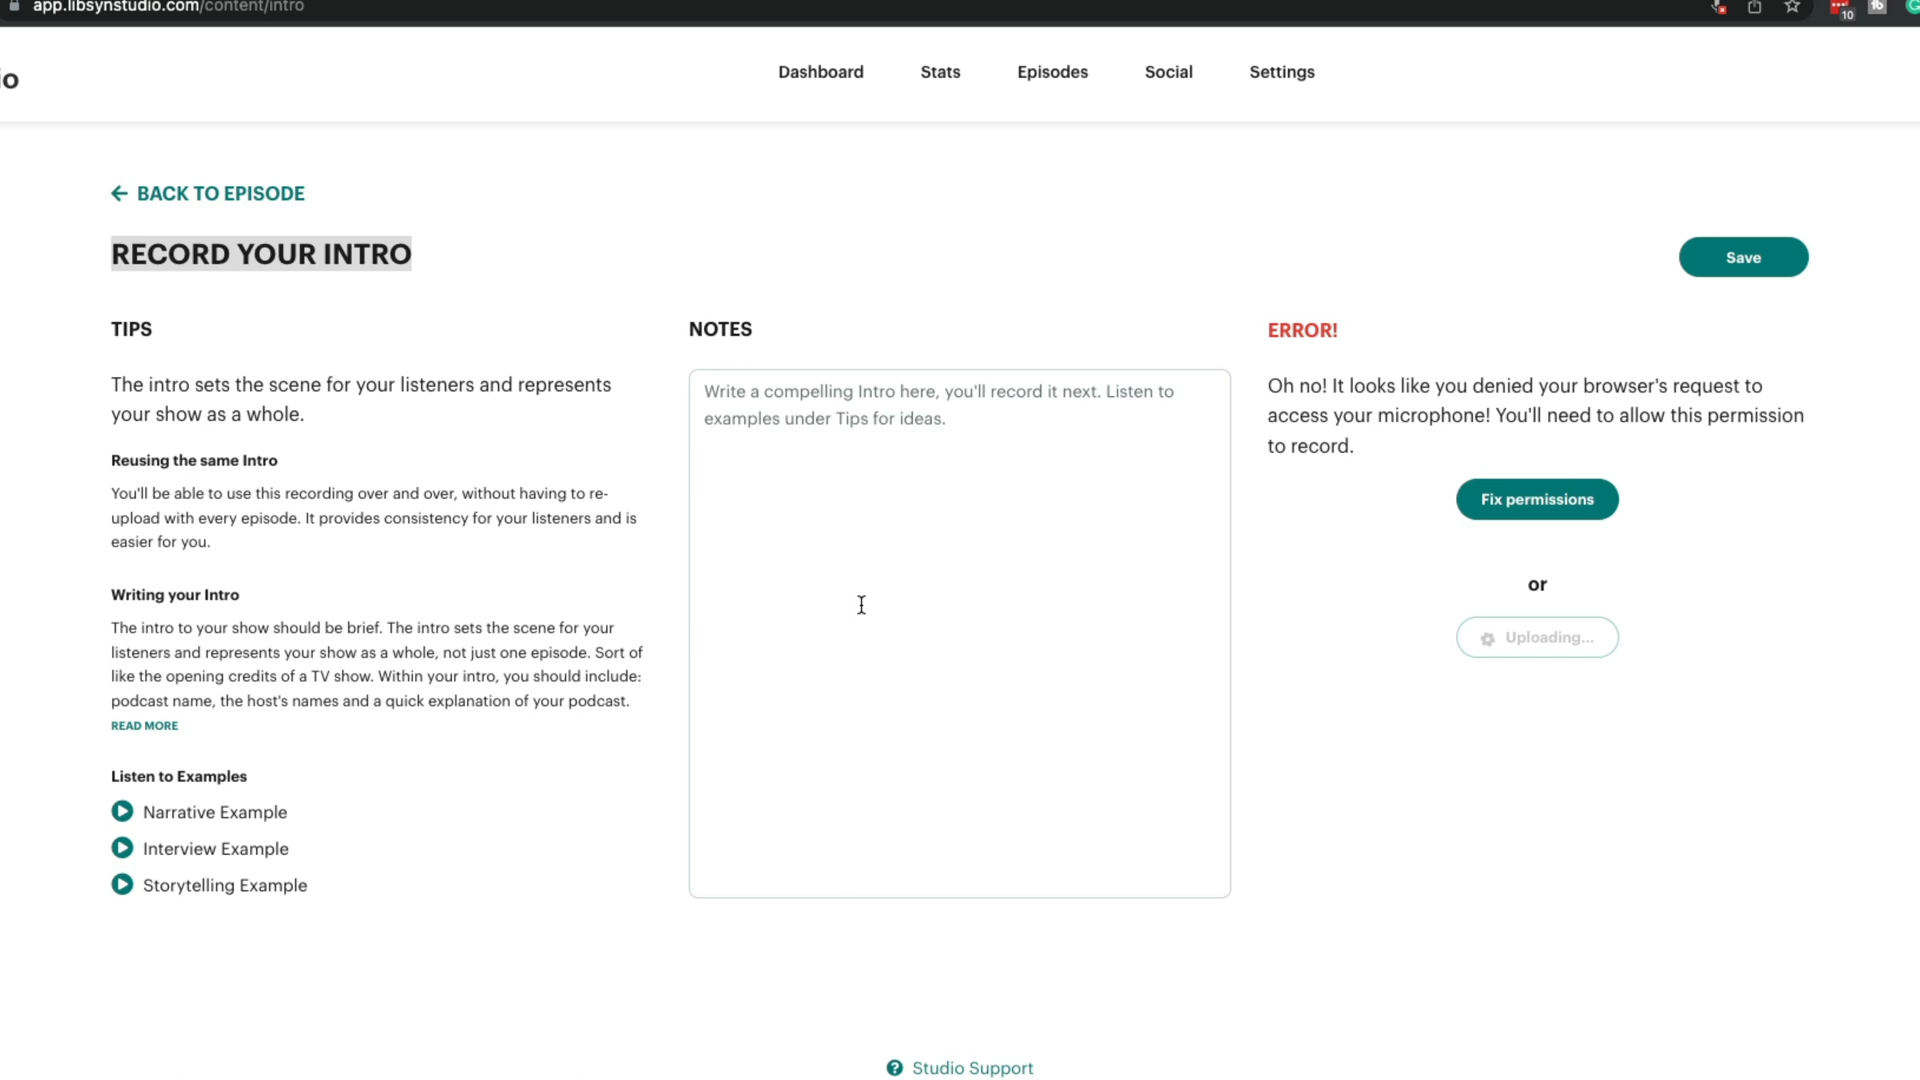 app.libsynstudio.com/content/intro
10
io
Dashboard
Stats
Episodes
Social
Settings
BACK TO EPISODE
RECORD YOUR INTRO
Save
TIPS
The intro sets the scene for your listeners and represents
your show as a whole.
Reusing the same Intro
You'll be able to use this recording over and over, without having to re-
upload with every episode. It provides consistency for your listeners and is
easier for you.
Writing your Intro
The intro to your show should be brief. The intro sets the scene for your
listeners and represents your show as a whole, not just one episode. Sort of
like the opening credits of a TV show. Within your intro, you should include:
podcast name, the host's names and a quick explanation of your podcast.
READ MORE
Listen to Examples
Narrative Example
Interview Example
Storytelling Example
NOTES
Write a compelling Intro here, you'll record it next. Listen to
examples under Tips for ideas.
ERROR!
Oh no! It looks like you denied your browser's request to
access your microphone! You'll need to allow this permission
to record.
Fix permissions
or
Uploading...
Studio Support